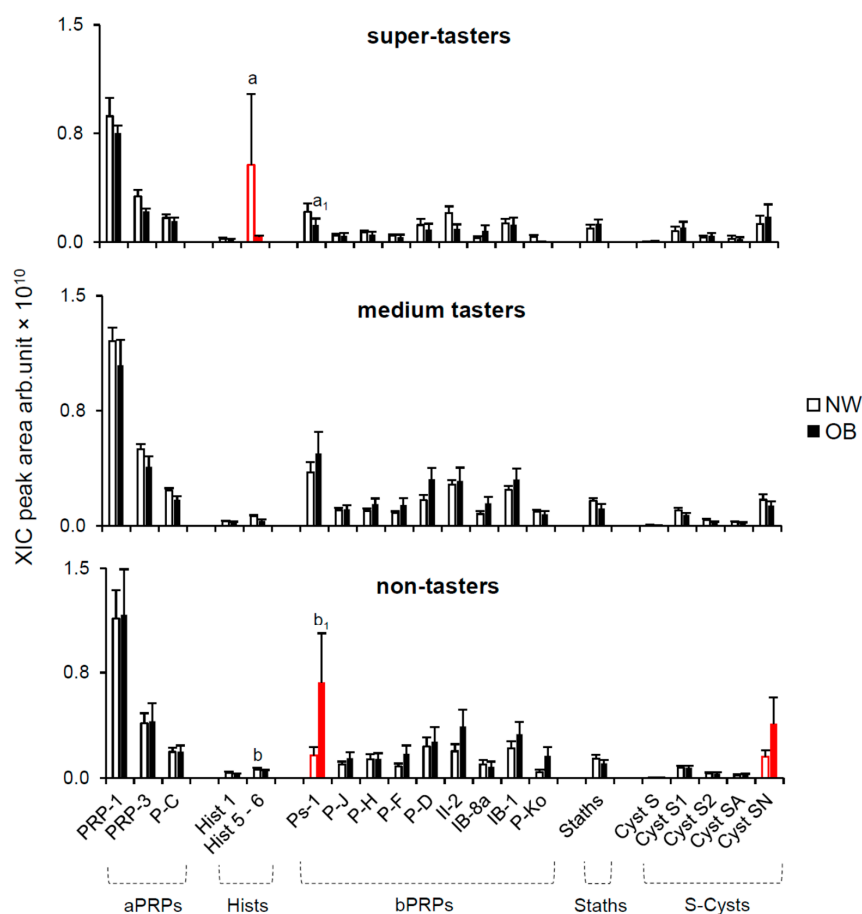 1.5
super-tasters
a
0.8
a1
0.0
XIC peak area arb.unit × 10^10
1.5
medium tasters
0.8
0.0
NW
OB
1.5
non-tasters
b1
0.8
b
0.0
PRP-1
PRP-3
P-C
Hist 1
Hist 5 - 6
Ps-1
P-J
P-H
P-F
P-D
II-2
IB-8a
IB-1
P-Ko
Staths
Cyst S
Cyst S1
Cyst S2
Cyst SA
Cyst SN
aPRPs Hists bPRPs Staths S-Cysts